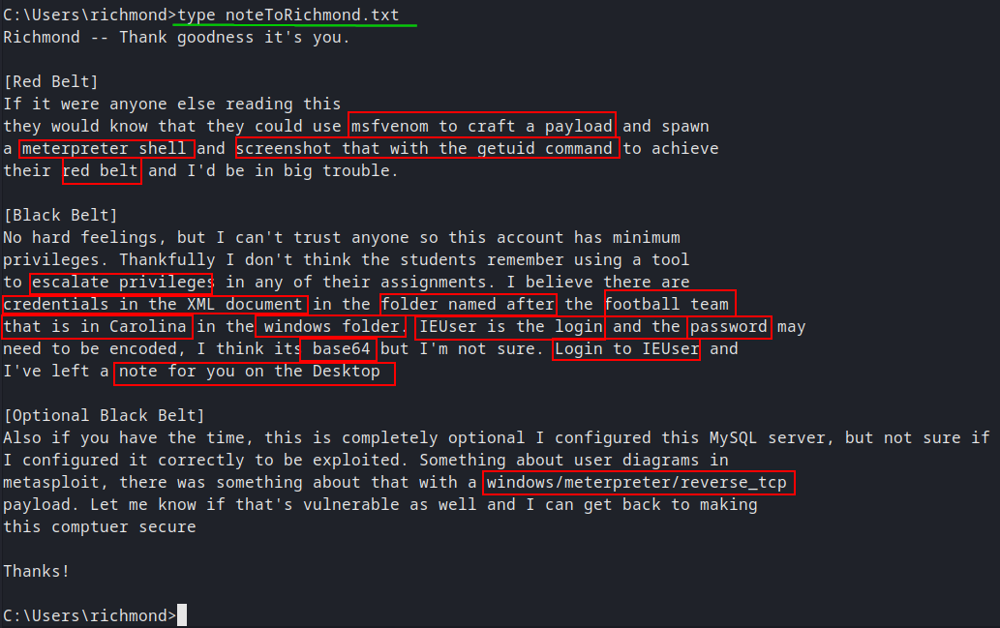 C:\Users\richmond>type noteToRichmond.txt
Richmond -- Thank goodness it's you.
[Red Belt]
If it were anyone else reading this
they would know that they could use msfvenom to craft a payload and spawn
a meterpreter shell and screenshot that with the getuid command to achieve
their red belt and I'd be in big trouble.
[Black Belt]
No hard feelings, but I can't trust anyone so this account has minimum
privileges. Thankfully I don't think the students remember using a tool
to escalate privileges in any of their assignments. I believe there are
credentials in the XML document in the folder named after the football team
that is in Carolina in the windows folder. IEUser is the login and the password may
need to be encoded, I think its base64 but I'm not sure. Login to IEUser and
I've left a note for you on the Desktop
[Optional Black Belt]
Also if you have the time, this is completely optional I configured this MySQL server, but not sure if
I configured it correctly to be exploited. Something about user diagrams in
metasploit, there was something about that with a windows/meterpreter/reverse_tcp
payload. Let me know if that's vulnerable as well and I can get back to making
this comptuer secure
Thanks!
C:\Users\richmond>